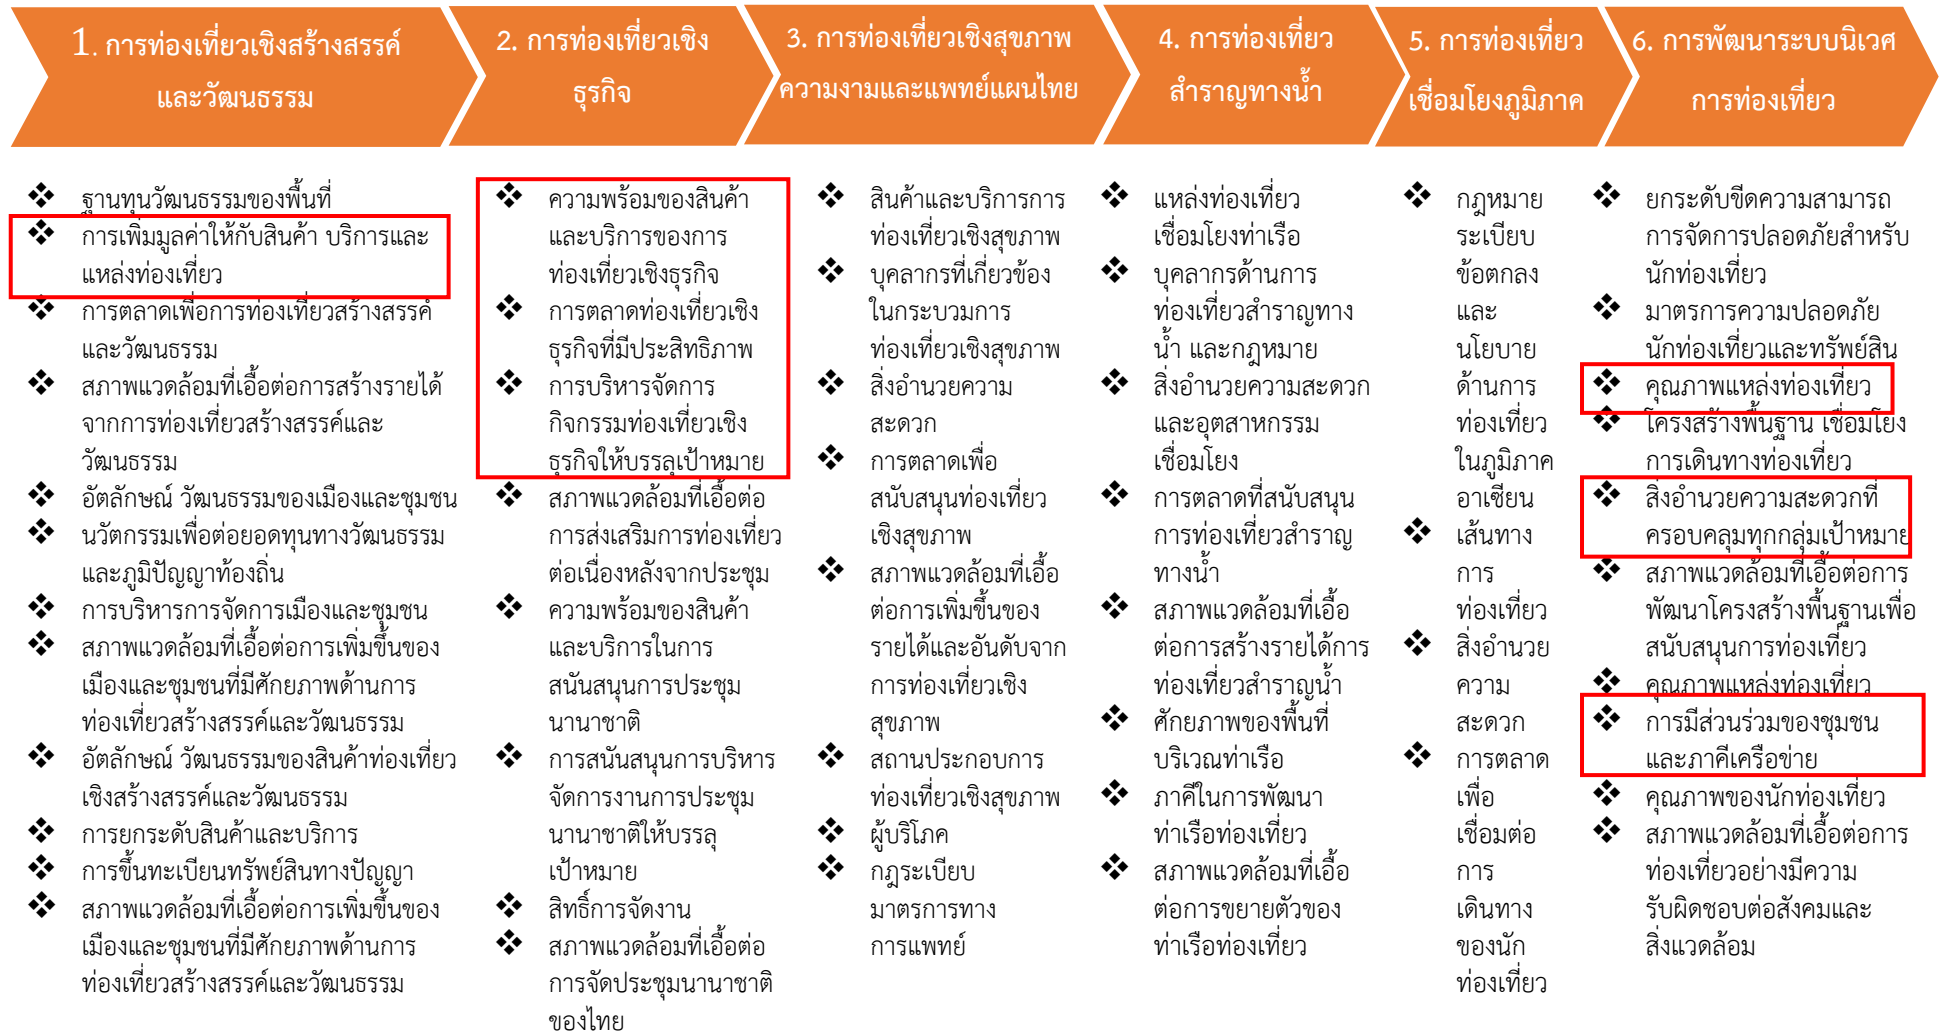 1. การท่องเที่ยวเชิงสร้างสรรค์
และวัฒนธรรม
2. การท่องเที่ยวเชิง
ธุรกิจ
3. การท่องเที่ยวเชิงสุขภาพ
ความงามและแพทย์แผนไทย
4. การท่องเที่ยว
สำราญทางน้ำ
5. การท่องเที่ยว
เชื่อมโยงภูมิภาค
6. การพัฒนาระบบนิเวศ
การท่องเที่ยว
❖ ฐานทุนวัฒนธรรมของพื้นที่
❖ การเพิ่มมูลค่าให้กับสินค้า บริการและ
แหล่งท่องเที่ยว
❖ การตลาดเพื่อการท่องเที่ยวสร้างสรรค์
และวัฒนธรรม
❖ สภาพแวดล้อมที่เอื้อต่อการสร้างรายได้
จากการท่องเที่ยวสร้างสรรค์และ
วัฒนธรรม
❖ อัตลักษณ์ วัฒนธรรมของเมืองและชุมชน
❖ นวัตกรรมเพื่อต่อยอดทุนทางวัฒนธรรม
และภูมิปัญญาท้องถิ่น
❖ การบริหารการจัดการเมืองและชุมชน
❖ สภาพแวดล้อมที่เอื้อต่อการเพิ่มขึ้นของ
เมืองและชุมชนที่มีศักยภาพด้านการ
ท่องเที่ยวสร้างสรรค์และวัฒนธรรม
❖ อัตลักษณ์ วัฒนธรรมของสินค้าท่องเที่ยว
เชิงสร้างสรรค์และวัฒนธรรม
❖ การยกระดับสินค้าและบริการ
❖ การขึ้นทะเบียนทรัพย์สินทางปัญญา
❖ สภาพแวดล้อมที่เอื้อต่อการเพิ่มขึ้นของ
เมืองและชุมชนที่มีศักยภาพด้านการ
ท่องเที่ยวสร้างสรรค์และวัฒนธรรม
❖ ความพร้อมของสินค้า
และบริการของการ
ท่องเที่ยวเชิงธุรกิจ
❖ การตลาดท่องเที่ยวเชิง
ธุรกิจที่มีประสิทธิภาพ
❖ การบริหารจัดการ
กิจกรรมท่องเที่ยวเชิง
ธุรกิจให้บรรลุเป้าหมาย
❖ สภาพแวดล้อมที่เอื้อต่อ
การส่งเสริมการท่องเที่ยว
ต่อเนื่องหลังจากประชุม
❖ ความพร้อมของสินค้า
และบริการในการ
สนันสนุนการประชุม
นานาชาติ
❖ การสนันสนุนการบริหาร
จัดการงานการประชุม
นานาชาติให้บรรลุ
เป้าหมาย
❖ สิทธิ์การจัดงาน
❖ สภาพแวดล้อมที่เอื้อต่อ
การจัดประชุมนานาชาติ
ของไทย
❖ สินค้าและบริการการ
ท่องเที่ยวเชิงสุขภาพ
❖ บุคลากรที่เกี่ยวข้อง
ในกระบวมการ
ท่องเที่ยวเชิงสุขภาพ
❖ สิ่งอำนวยความ
สะดวก
❖ การตลาดเพื่อ
สนับสนุนท่องเที่ยว
เชิงสุขภาพ
❖ สภาพแวดล้อมที่เอื้อ
ต่อการเพิ่มขึ้นของ
รายได้และอันดับจาก
การท่องเที่ยวเชิง
สุขภาพ
❖ สถานประกอบการ
ท่องเที่ยวเชิงสุขภาพ
❖ ผู้บริโภค
❖ กฎระเบียบ
มาตรการทาง
การแพทย์
❖ แหล่งท่องเที่ยว
เชื่อมโยงท่าเรือ
❖ บุคลากรด้านการ
ท่องเที่ยวสำราญทาง
น้ำ และกฎหมาย
❖ สิ่งอำนวยความสะดวก
และอุตสาหกรรม
เชื่อมโยง
❖ การตลาดที่สนับสนุน
การท่องเที่ยวสำราญ
ทางน้ำ
❖ สภาพแวดล้อมที่เอื้อ
ต่อการสร้างรายได้การ
ท่องเที่ยวสำราญน้ำ
❖ ศักยภาพของพื้นที่
บริเวณท่าเรือ
❖ ภาคีในการพัฒนา
ท่าเรือท่องเที่ยว
❖ สภาพแวดล้อมที่เอื้อ
ต่อการขยายตัวของ
ท่าเรือท่องเที่ยว
❖ กฎหมาย
ระเบียบ
ข้อตกลง
และ
นโยบาย
ด้านการ
ท่องเที่ยว
ในภูมิภาค
อาเซียน
❖ เส้นทาง
การ
ท่องเที่ยว
❖ สิ่งอำนวย
ความ
สะดวก
❖ การตลาด
เพื่อ
เชื่อมต่อ
การ
เดินทาง
ของนัก
ท่องเที่ยว
❖ ยกระดับขีดความสามารถ
การจัดการปลอดภัยสำหรับ
นักท่องเที่ยว
❖ มาตรการความปลอดภัย
นักท่องเที่ยวและทรัพย์สิน
❖ คุณภาพแหล่งท่องเที่ยว
❖ โครงสร้างพื้นฐาน เชื่อมโยง
การเดินทางท่องเที่ยว
❖ สิ่งอำนวยความสะดวกที่
ครอบคลุมทุกกลุ่มเป้าหมาย
❖ สภาพแวดล้อมที่เอื้อต่อการ
พัฒนาโครงสร้างพื้นฐานเพื่อ
สนับสนุนการท่องเที่ยว
❖ คุณภาพแหล่งท่องเที่ยว
❖ การมีส่วนร่วมของชุมชน
และภาคีเครือข่าย
❖ คุณภาพของนักท่องเที่ยว
❖ สภาพแวดล้อมที่เอื้อต่อการ
ท่องเที่ยวอย่างมีความ
รับผิดชอบต่อสังคมและ
สิ่งแวดล้อม